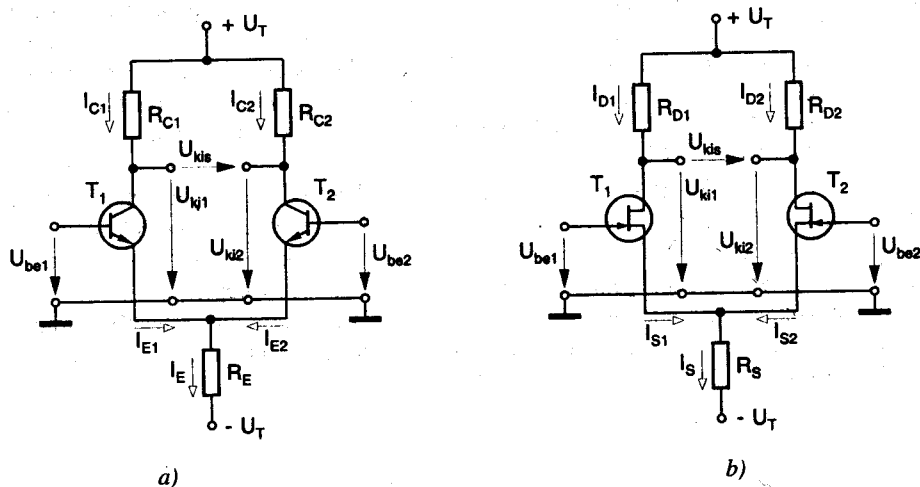 + U_T
I_C1
R_C1
I_C2
R_C2
U_kis
T_1
T_2
U_ki1
U_ki2
U_be1
U_be2
I_E1
I_E2
I_E
R_E
- U_T
a)
+ U_T
I_D1
R_D1
I_D2
R_D2
U_kis
T_1
T_2
U_ki1
U_ki2
U_be1
U_be2
I_S1
I_S2
I_S
R_S
- U_T
b)